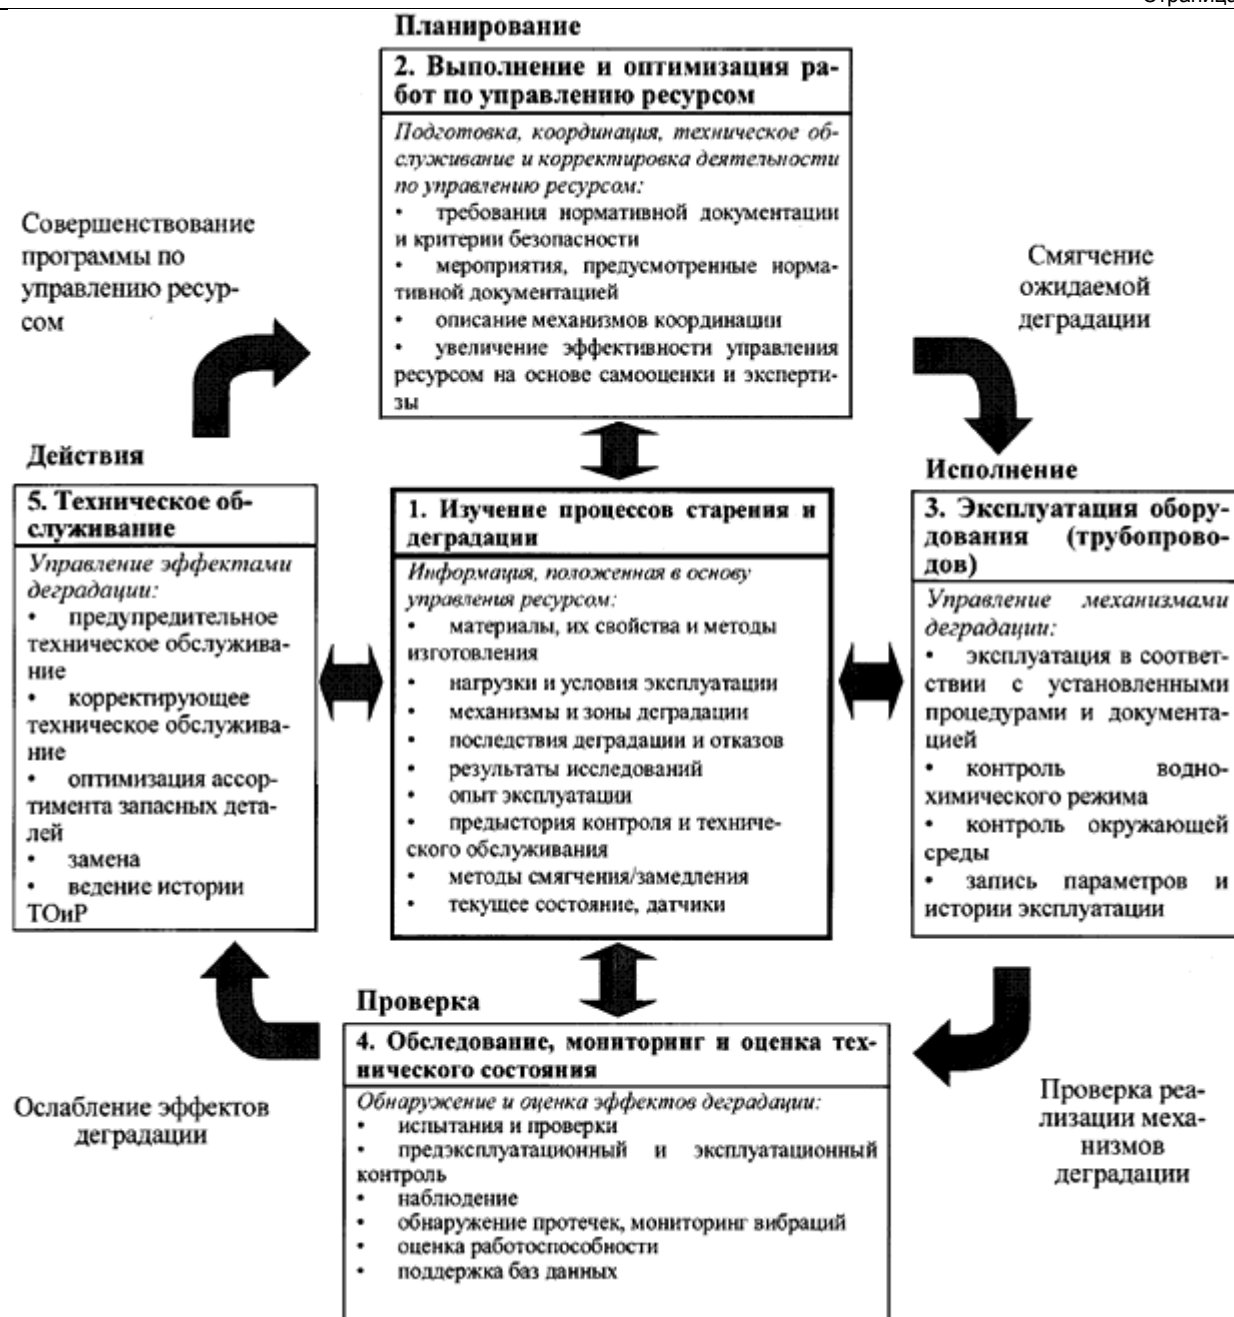 Страница
Планирование
2. Выполнение и оптимизация ра-
бот по управлению ресурсом
Подготовка, координация, техническое об-
служивание и корректировка деятельности
по управлению ресурсом:
• требования нормативной документации
и критерии безопасности
• мероприятия, предусмотренные норма-
тивной документацией
• описание механизмов координации
• увеличение эффективности управления
ресурсом на основе самооценки и эксперти-
зы
Совершенствование
программы по
управлению ресур-
сом
Смягчение
ожидаемой
деградации
Действия
5. Техническое об-
служивание
Управление эффектами
деградации:
• предупредительное
техническое обслужива-
ние
• корректирующее
техническое обслужива-
ние
• оптимизация ассор-
тимента запасных дета-
лей
• замена
• ведение истории
ТОиР
1. Изучение процессов старения и
деградации
Информация, положенная в основу
управления ресурсом:
• материалы, их свойства и методы
изготовления
• нагрузки и условия эксплуатации
• механизмы и зоны деградации
• последствия деградации и отказов
• результаты исследований
• опыт эксплуатации
• предыстория контроля и техниче-
ского обслуживания
• методы смягчения/замедления
• текущее состояние, датчики
Исполнение
3. Эксплуатация обору-
дования (трубопрово-
дов)
Управление механизмами
деградации:
• эксплуатация в соответ-
ствии с установленными
процедурами и документа-
цией
• контроль водно-
химического режима
• контроль окружающей
среды
• запись параметров и
истории эксплуатации
Проверка
4. Обследование, мониторинг и оценка тех-
нического состояния
Обнаружение и оценка эффектов деградации:
• испытания и проверки
• предэксплуатационный и эксплуатационный
контроль
• наблюдение
• обнаружение протечек, мониторинг вибраций
• оценка работоспособности
• поддержка баз данных
Ослабление эффектов
деградации
Проверка реа-
лизации меха-
низмов
деградации